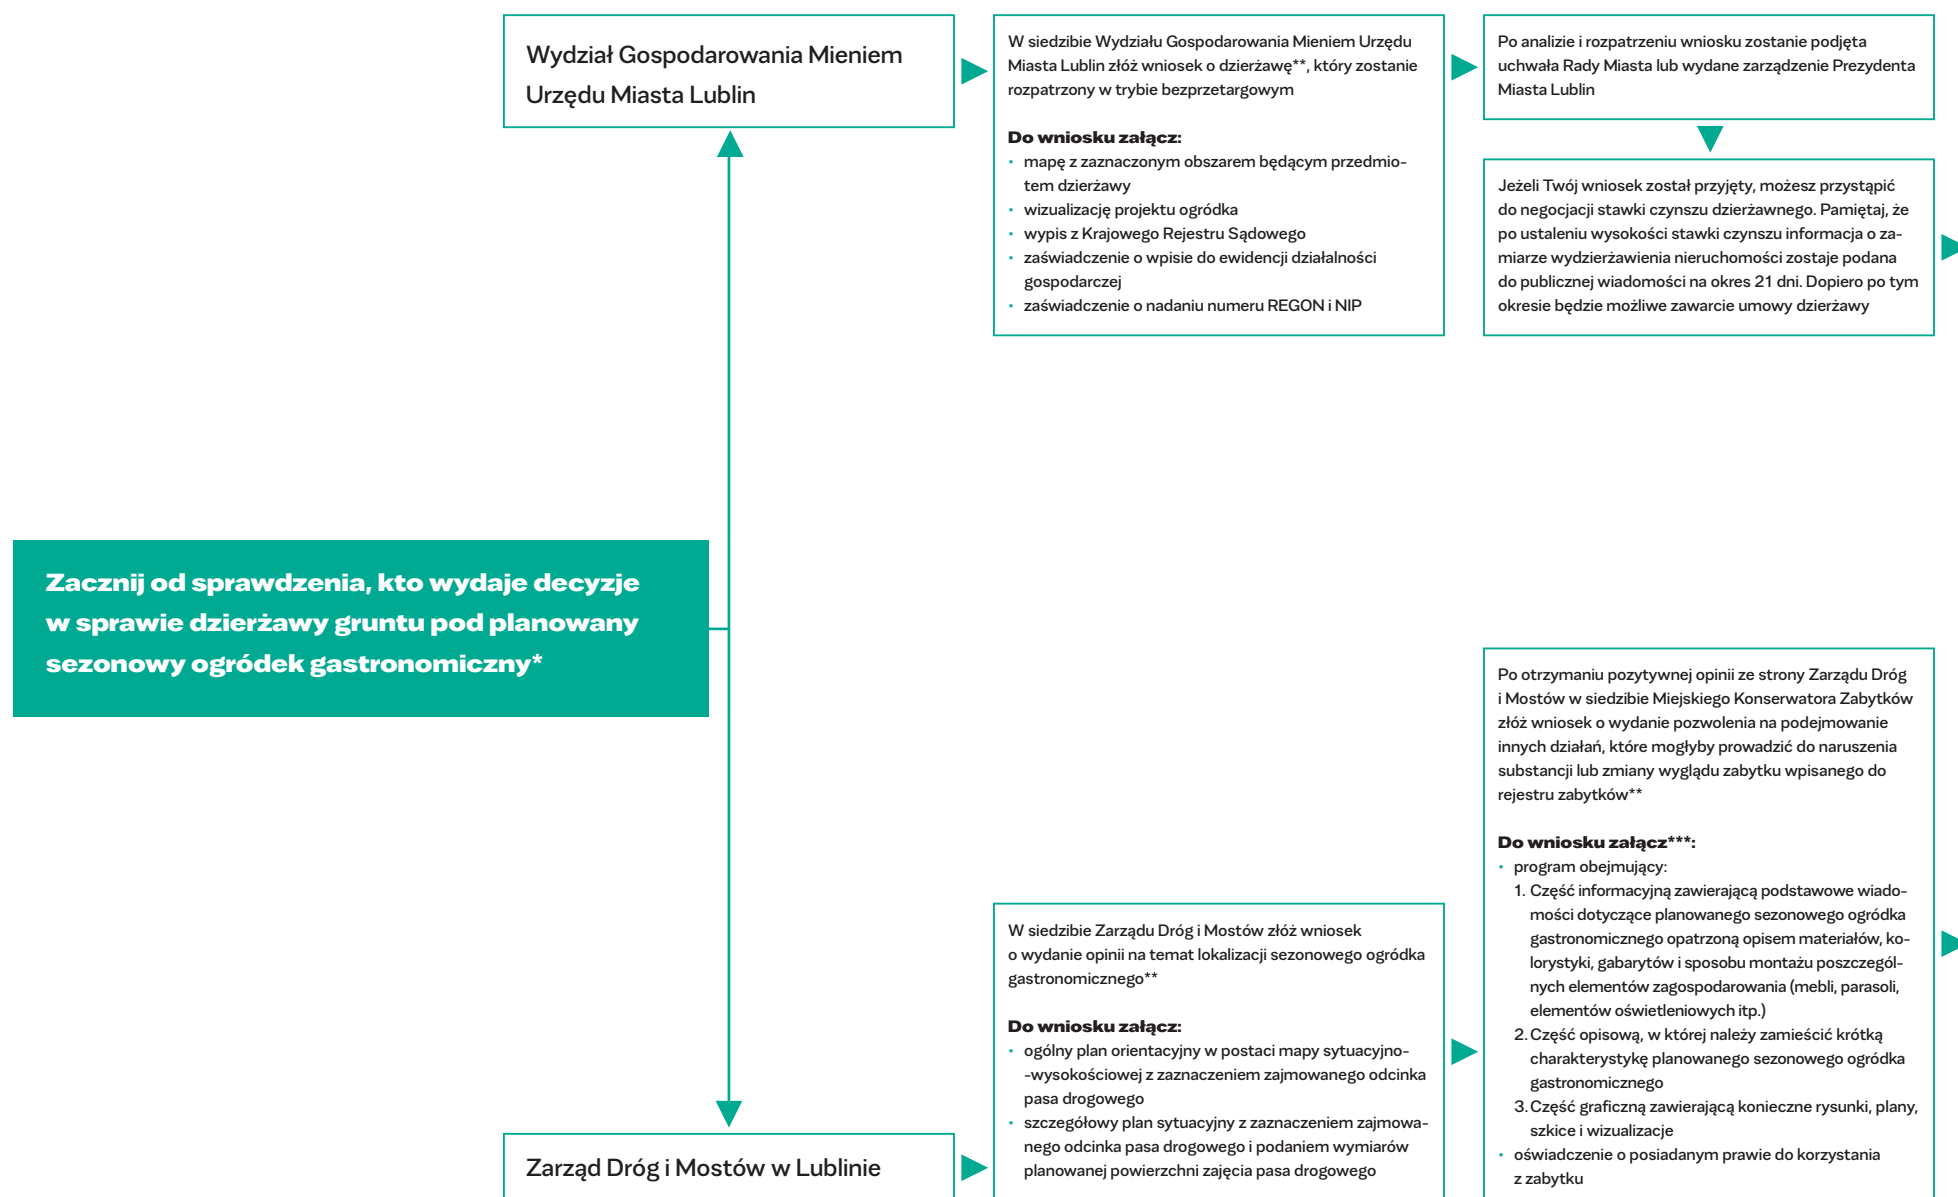 Wydział Gospodarowania Mieniem
Urzędu Miasta Lublin
W siedzibie Wydziału Gospodarowania Mieniem Urzędu
Miasta Lublin złóż wniosek o dzierżawę**, który zostanie
rozpatrzony w trybie bezprzetargowym
Do wniosku załącz:
• mapę z zaznaczonym obszarem będącym przedmio-
tem dzierżawy
• wizualizację projektu ogródka
• wypis z Krajowego Rejestru Sądowego
• zaświadczenie o wpisie do ewidencji działalności
gospodarczej
• zaświadczenie o nadaniu numeru REGON i NIP
Po analizie i rozpatrzeniu wniosku zostanie podjęta
uchwała Rady Miasta lub wydane zarządzenie Prezydenta
Miasta Lublin
Jeżeli Twój wniosek został przyjęty, możesz przystąpić
do negocjacji stawki czynszu dzierżawnego. Pamiętaj, że
po ustaleniu wysokości stawki czynszu informacja o za-
miarze wydzierżawienia nieruchomości zostaje podana
do publicznej wiadomości na okres 21 dni. Dopiero po tym
okresie będzie możliwe zawarcie umowy dzierżawy
Zacznij od sprawdzenia, kto wydaje decyzje
w sprawie dzierżawy gruntu pod planowany
sezonowy ogródek gastronomiczny*
Zarząd Dróg i Mostów w Lublinie
W siedzibie Zarządu Dróg i Mostów złóż wniosek
o wydanie opinii na temat lokalizacji sezonowego ogródka
gastronomicznego**
Do wniosku załącz:
• ogólny plan orientacyjny w postaci mapy sytuacyjno-
-wysokościowej z zaznaczeniem zajmowanego odcinka
pasa drogowego
• szczegółowy plan sytuacyjny z zaznaczeniem zajmowa-
nego odcinka pasa drogowego i podaniem wymiarów
planowanej powierzchni zajęcia pasa drogowego
Po otrzymaniu pozytywnej opinii ze strony Zarządu Dróg
i Mostów w siedzibie Miejskiego Konserwatora Zabytków
złóż wniosek o wydanie pozwolenia na podejmowanie
innych działań, które mogłyby prowadzić do naruszenia
substancji lub zmiany wyglądu zabytku wpisanego do
rejestru zabytków**
Do wniosku załącz***:
• program obejmujący:
1. Część informacyjną zawierającą podstawowe wiado-
mości dotyczące planowanego sezonowego ogródka
gastronomicznego opatrzoną opisem materiałów, ko-
lorystyki, gabarytów i sposobu montażu poszczegól-
nych elementów zagospodarowania (mebli, parasoli,
elementów oświetleniowych itp.)
2. Część opisową, w której należy zamieścić krótką
charakterystykę planowanego sezonowego ogródka
gastronomicznego
3. Część graficzną zawierającą konieczne rysunki, plany,
szkice i wizualizacje
• oświadczenie o posiadanym prawie do korzystania
z zabytku